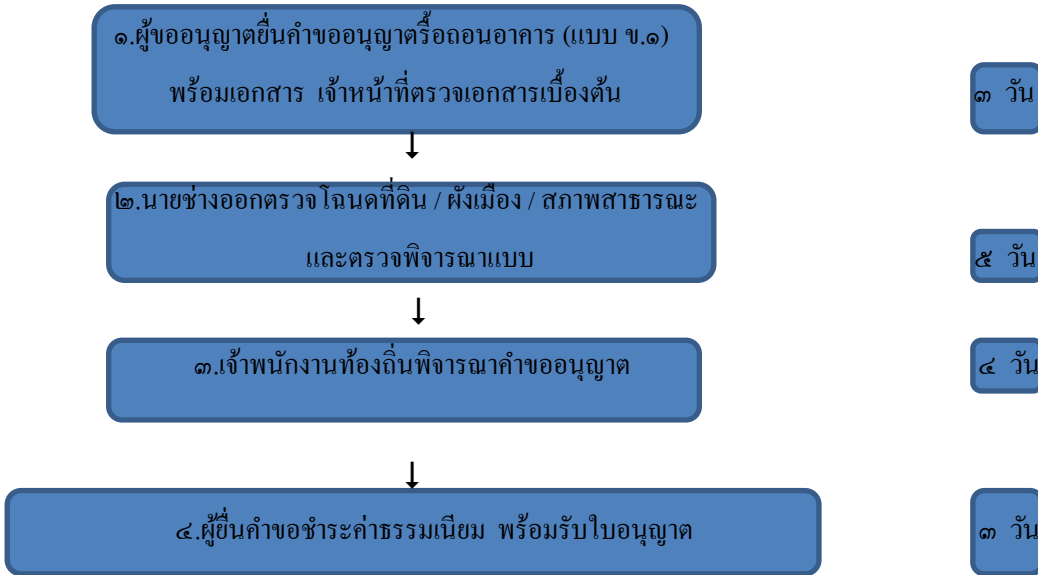 ๑.ผู้ขออนุญาตยื่นคำขออนุญาตรื้อถอนอาคาร (แบบ ข.๑)
พร้อมเอกสาร เจ้าหน้าที่ตรวจเอกสารเบื้องต้น
๓ วัน
๒.นายช่างออกตรวจโฉนดที่ดิน / ผังเมือง / สภาพสาธารณะ
และตรวจพิจารณาแบบ
๕ วัน
๓.เจ้าพนักงานท้องถิ่นพิจารณาคำขออนุญาต
๔ วัน
๔.ผู้ยื่นคำขอชำระค่าธรรมเนียม พร้อมรับใบอนุญาต
๓ วัน